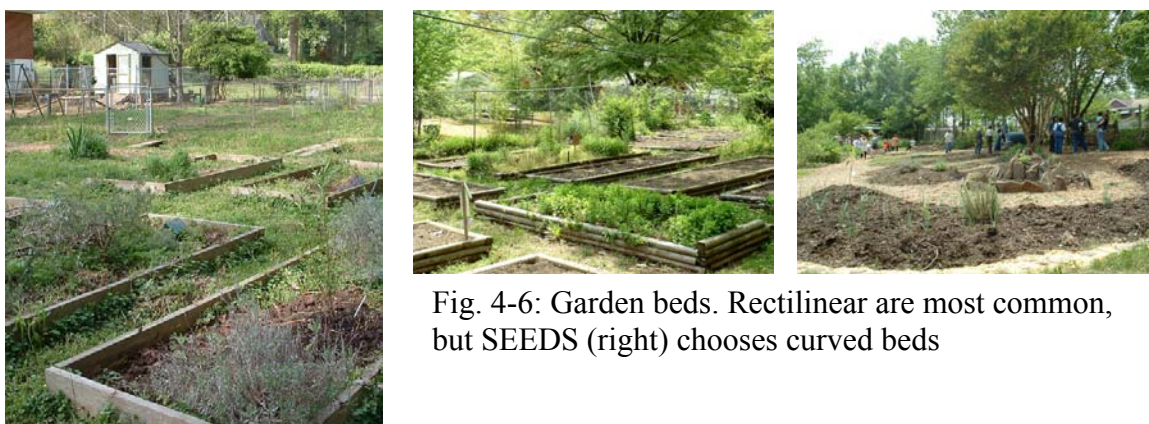 Fig. 4-6: Garden beds. Rectilinear are most common,
but SEEDS (right) chooses curved beds